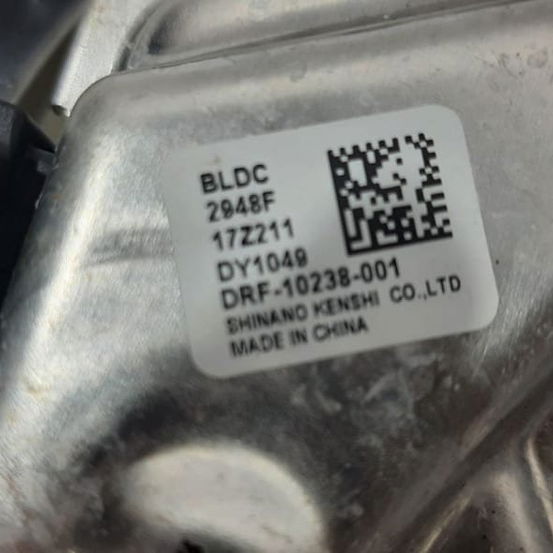 BLDC
2948F
17Z211
DY1049
DRF-10238-001
SHINANO KENSHI CO.,LTD
MADE IN CHINA